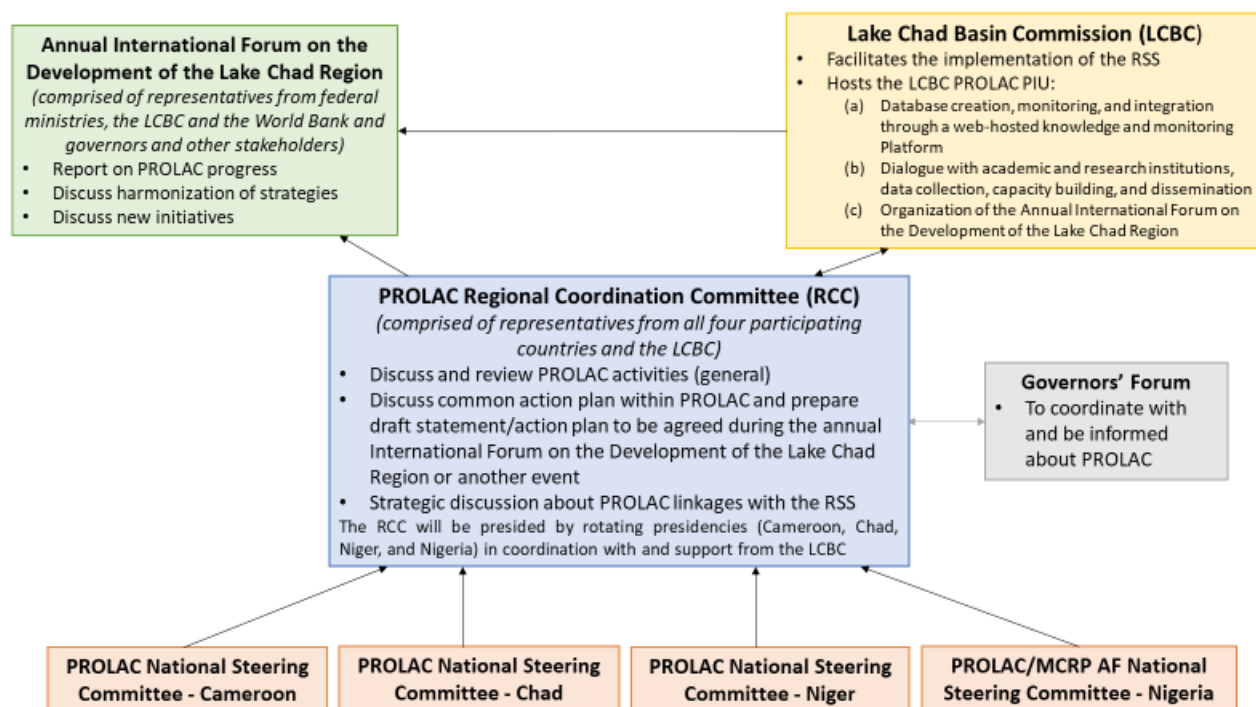 Annual International Forum on the
Development of the Lake Chad Region
(comprised of representatives from federal
ministries, the LCBC and the World Bank and
governors and other stakeholders)
• Report on PROLAC progress
• Discuss harmonization of strategies
• Discuss new initiatives
Lake Chad Basin Commission (LCBC)
• Facilitates the implementation of the RSS
• Hosts the LCBC PROLAC PIU:
(a) Database creation, monitoring, and integration
through a web-hosted knowledge and monitoring
Platform
(b) Dialogue with academic and research institutions,
data collection, capacity building, and dissemination
(c) Organization of the Annual International Forum on
the Development of the Lake Chad Region
PROLAC Regional Coordination Committee (RCC)
(comprised of representatives from all four participating
countries and the LCBC)
• Discuss and review PROLAC activities (general)
• Discuss common action plan within PROLAC and prepare
draft statement/action plan to be agreed during the annual
International Forum on the Development of the Lake Chad
Region or another event
• Strategic discussion about PROLAC linkages with the RSS
The RCC will be presided by rotating presidencies (Cameroon, Chad,
Niger, and Nigeria) in coordination with and support from the LCBC
Governors' Forum
• To coordinate with
and be informed
about PROLAC
PROLAC National Steering
Committee - Cameroon
PROLAC National Steering
Committee - Chad
PROLAC National Steering
Committee - Niger
PROLAC/MCRP AF National
Steering Committee - Nigeria